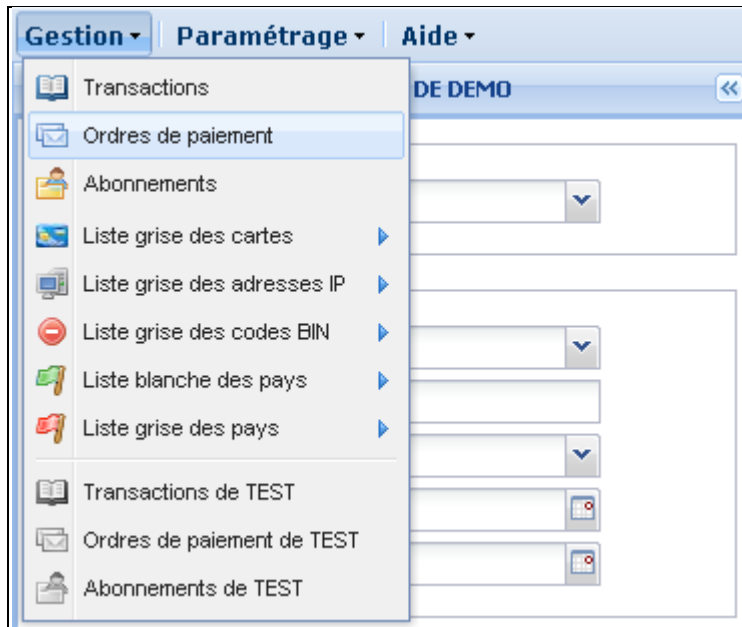 Gestion Paramétrage Aide
Transactions
DE DEMO
Ordres de paiement
Abonnements
Liste grise des cartes
Liste grise des adresses IP
Liste grise des codes BIN
Liste blanche des pays
Liste grise des pays
Transactions de TEST
Ordres de paiement de TEST
Abonnements de TEST